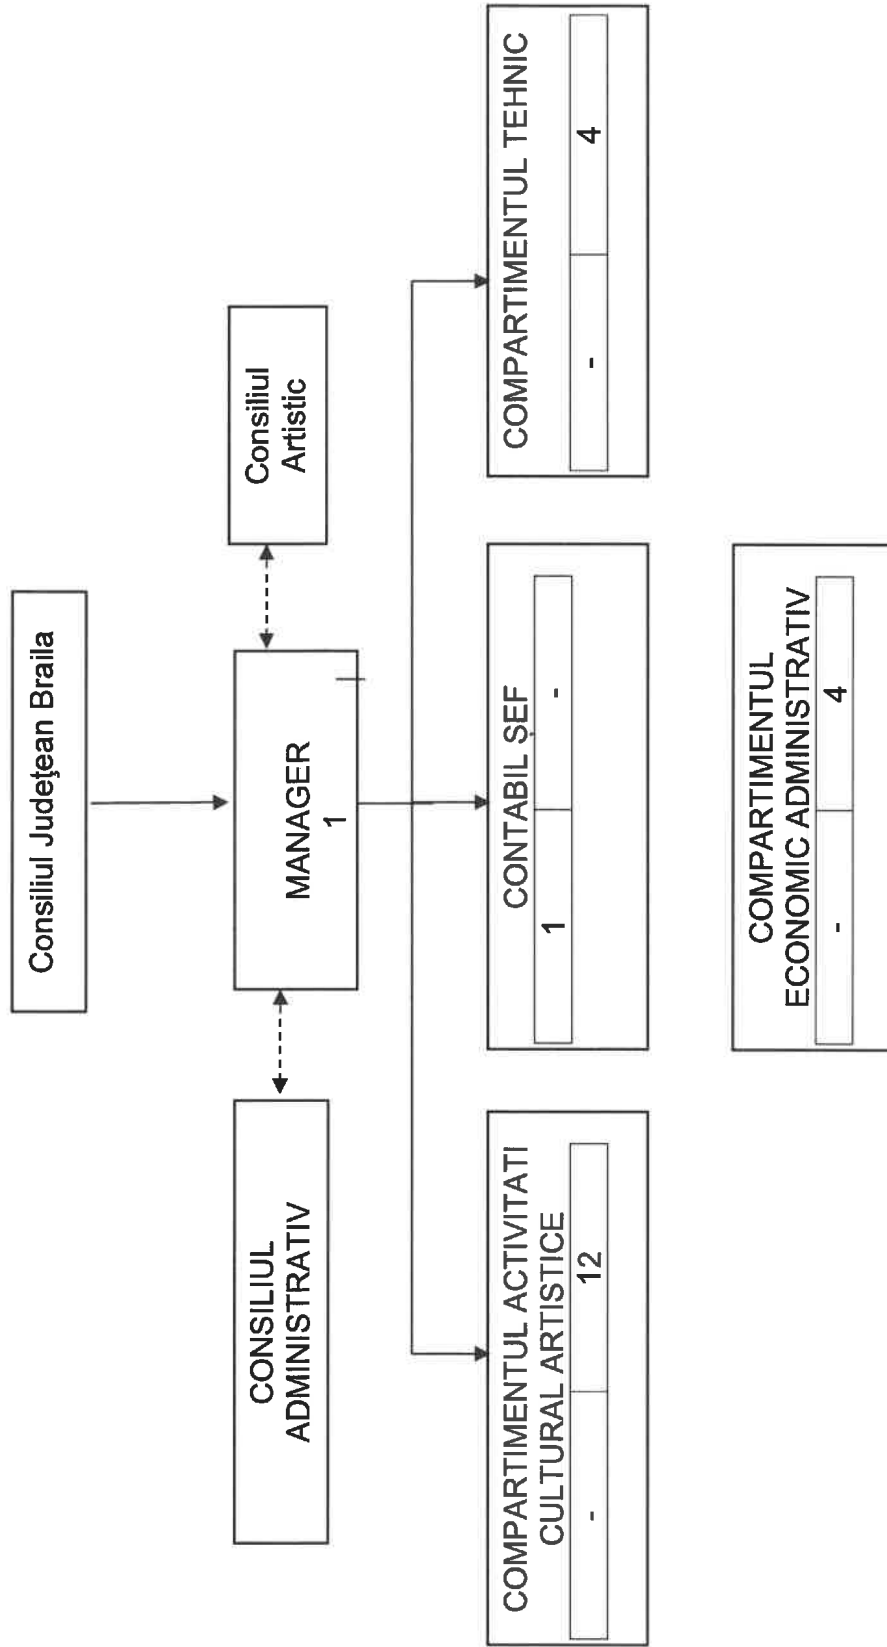 Consiliul Judeţean Braila
CONSILIUL
ADMINISTRATIV
MANAGER
1
Consiliul
Artistic
COMPARTIMENTUL ACTIVITATI
CULTURAL ARTISTICE
- 12
CONTABIL ȘEF
1 -
COMPARTIMENTUL TEHNIC
- 4
COMPARTIMENTUL
ECONOMIC ADMINISTRATIV
- 4